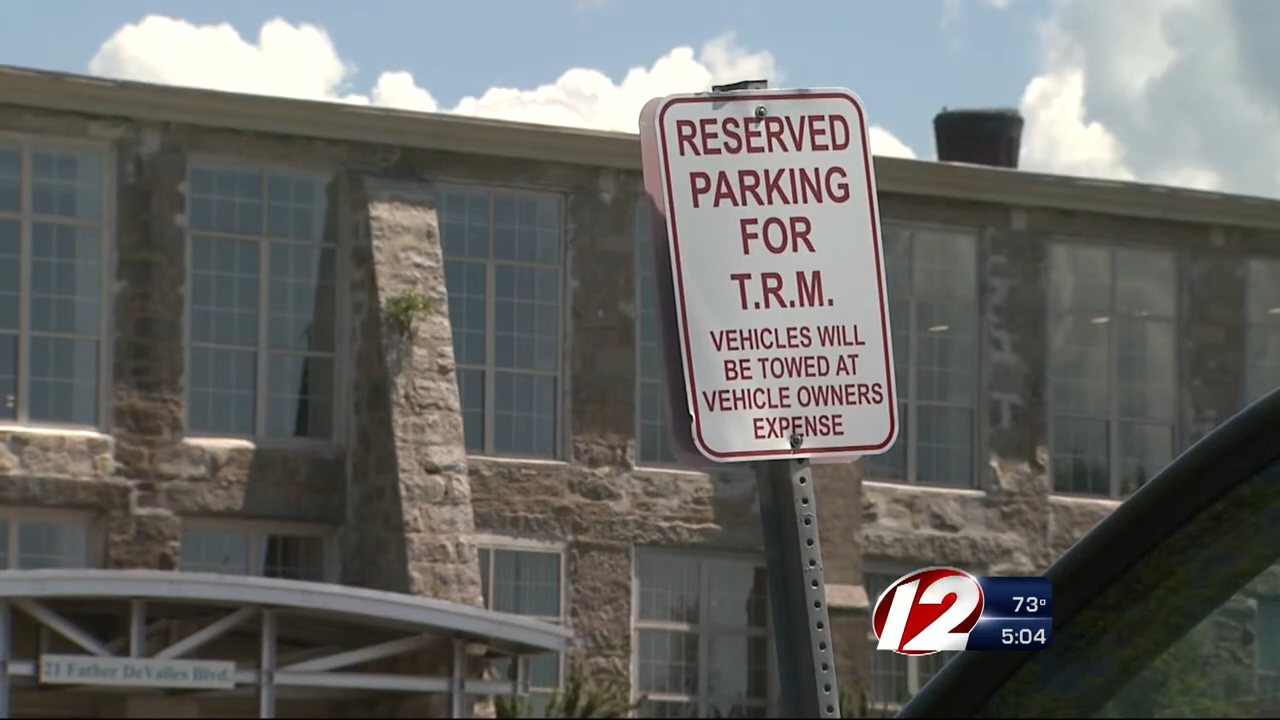 RESERVED
PARKING
FOR
T.R.M.
VEHICLES WILL
BE TOWED AT
VEHICLE OWNERS
EXPENSE
21 Father DeValles Blvd.
12
73°
5:04